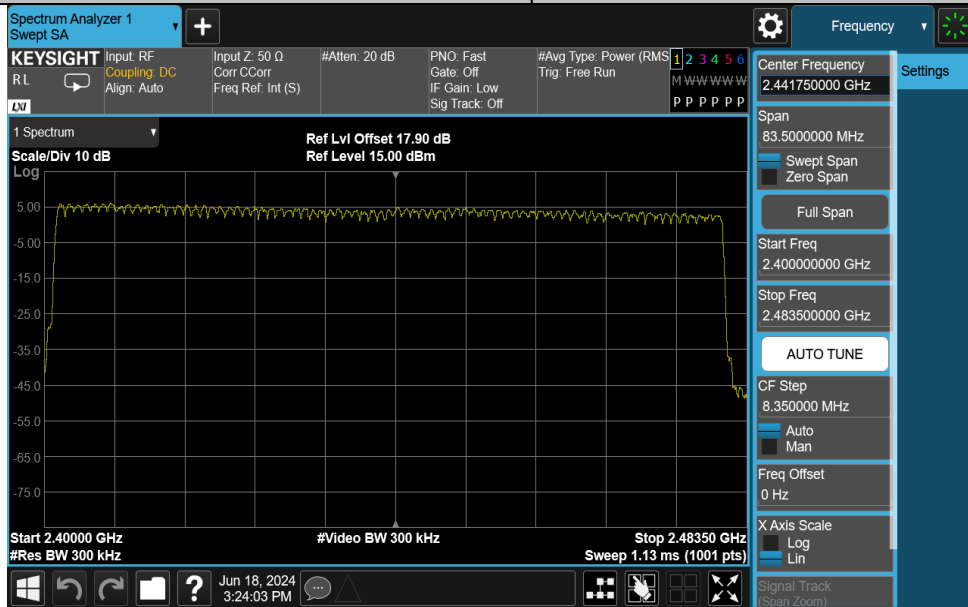 Spectrum Analyzer 1
Swept SA
+
Frequency
KEYSIGHT
RL
LXI
Input: RF
Coupling: DC
Align: Auto
Input Z: 50 Ω
Corr CCorr
Freq Ref: Int (S)
#Atten: 20 dB
PNO: Fast
Gate: Off
IF Gain: Low
Sig Track: Off
#Avg Type: Power (RMS
Trig: Free Run
1 2 3 4 5 6
M W W W W W
P P P P P P
Center Frequency
2.441750000 GHz
Settings
Span
83.5000000 MHz
Swept Span
Zero Span
Full Span
Start Freq
2.400000000 GHz
Stop Freq
2.483500000 GHz
AUTO TUNE
CF Step
8.350000 MHz
Auto
Man
Freq Offset
0 Hz
X Axis Scale
Log
Lin
Signal Track
(Span Zoom)
1 Spectrum
Scale/Div 10 dB
Ref Lvl Offset 17.90 dB
Ref Level 15.00 dBm
Log
5.00
-5.00
-15.0
-25.0
-35.0
-45.0
-55.0
-65.0
-75.0
Start 2.40000 GHz
#Video BW 300 kHz
Stop 2.48350 GHz
#Res BW 300 kHz
Sweep 1.13 ms (1001 pts)
?
Jun 18, 2024
3:24:03 PM